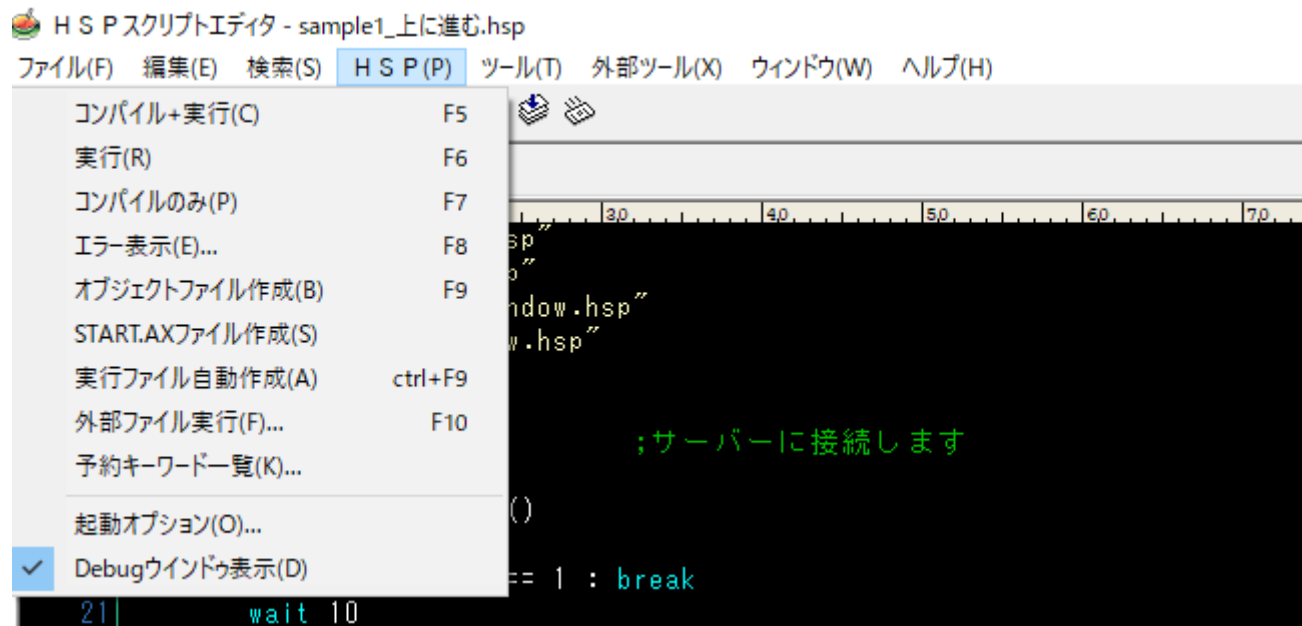 ＨＳＰスクリプトエディタ - sample1_上に進む.hsp
ファイル(F) 編集(E) 検索(S) ＨＳＰ(P) ツール(T) 外部ツール(X) ウィンドウ(W) ヘルプ(H)
コンパイル+実行(C) F5
実行(R) F6
コンパイルのみ(P) F7
エラー表示(E)... F8
オブジェクトファイル作成(B) F9
START.AXファイル作成(S)
実行ファイル自動作成(A) ctrl+F9
外部ファイル実行(F)... F10
予約キーワード一覧(K)...
起動オプション(O)...
Debugウインドゥ表示(D)
30 40 50 60 70
sp"
"
ndow.hsp"
w.hsp"
;サーバーに接続します
()
== 1 : break
21 wait 10